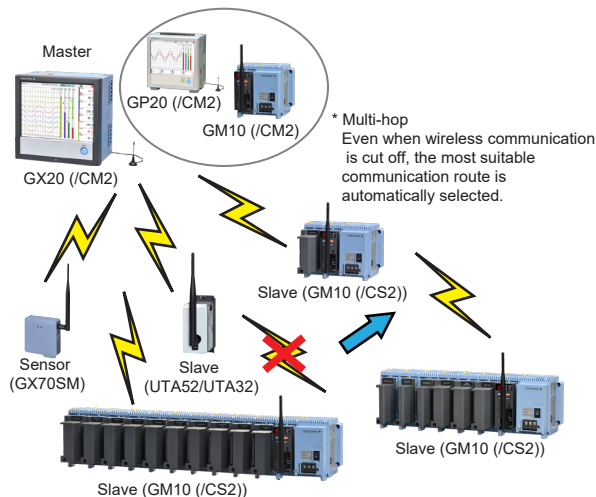 Master
GP20 (/CM2)
GM10 (/CM2)
GX20 (/CM2)
* Multi-hop
Even when wireless communication
is cut off, the most suitable
communication route is
automatically selected.
Slave (GM10 (/CS2))
Sensor
(GX70SM)
Slave
(UTA52/UTA32)
Slave (GM10 (/CS2))
Slave (GM10 (/CS2))